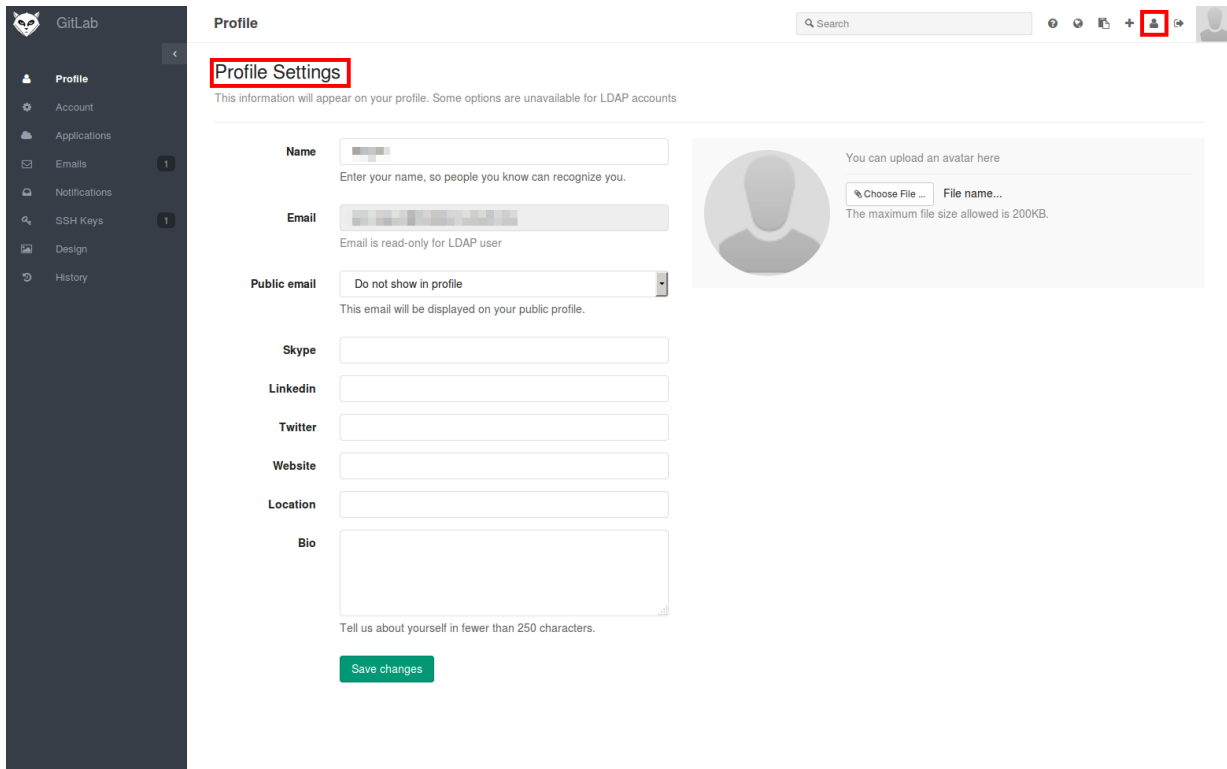 GitLab
Profile
Search
Profile
Account
Applications
Emails 1
Notifications
SSH Keys 1
Design
History
Profile Settings
This information will appear on your profile. Some options are unavailable for LDAP accounts
Name
Enter your name, so people you know can recognize you.
Email
Email is read-only for LDAP user
Public email Do not show in profile
This email will be displayed on your public profile.
Skype
Linkedin
Twitter
Website
Location
Bio
Tell us about yourself in fewer than 250 characters.
Save changes
You can upload an avatar here
Choose File ... File name...
The maximum file size allowed is 200KB.